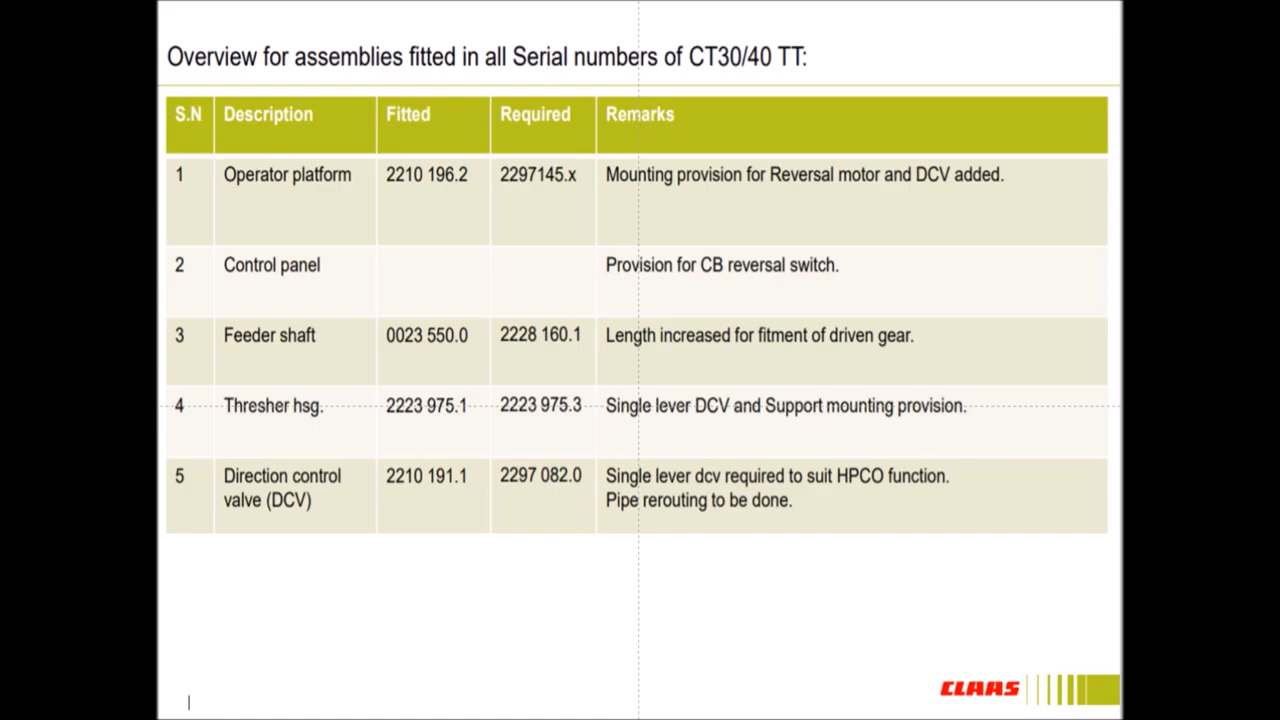 Overview for assemblies fitted in all Serial numbers of CT30/40 TT:
S.N Description Fitted Required Remarks
1 Operator platform 2210 196.2 2297145.x Mounting provision for Reversal motor and DCV added.
2 Control panel Provision for CB reversal switch.
3 Feeder shaft 0023 550.0 2228 160.1 Length increased for fitment of driven gear.
4 Thresher hsg. 2223 975.1 2223 975.3 Single lever DCV and Support mounting provision.
5 Direction control valve (DCV) 2210 191.1 2297 082.0 Single lever dcv required to suit HPCO function.
Pipe rerouting to be done.
CLAAS